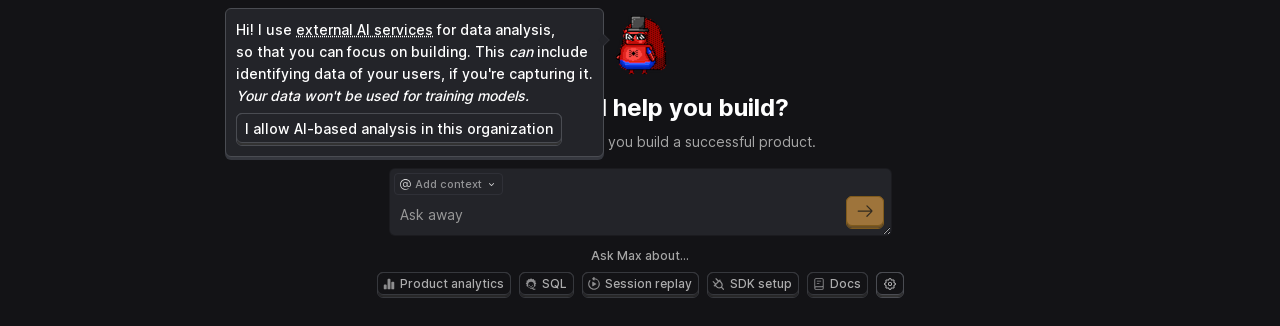 Hi! I use external AI services for data analysis,
so that you can focus on building. This can include
identifying data of your users, if you're capturing it.
Your data won't be used for training models.
I allow AI-based analysis in this organization
help you build?
you build a successful product.
@ Add context
Ask away
Ask Max about...
Product analytics
SQL
Session replay
SDK setup
Docs